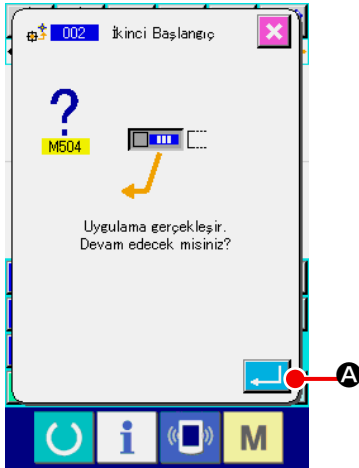 002 İkinci Başlangıç
?
M504
Uygulama gerçekleşir.
Devam edecek misiniz?
A
i
M